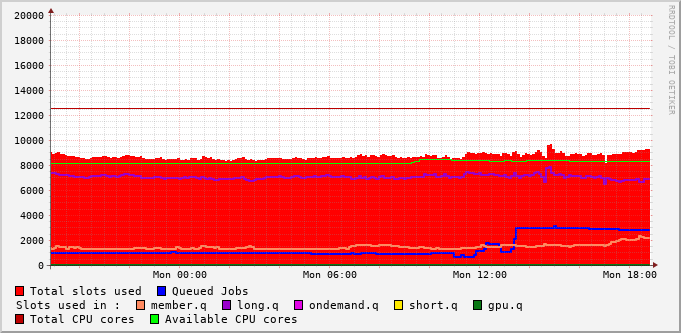 20000
18000
16000
14000
12000
10000
8000
6000
4000
2000
0
Mon 00:00 Mon 06:00 Mon 12:00 Mon 18:00
Total slots used Queued Jobs
Slots used in : member.q long.q ondemand.q short.q gpu.q
Total CPU cores Available CPU cores
RRDTOOL / TOBI OETIKER